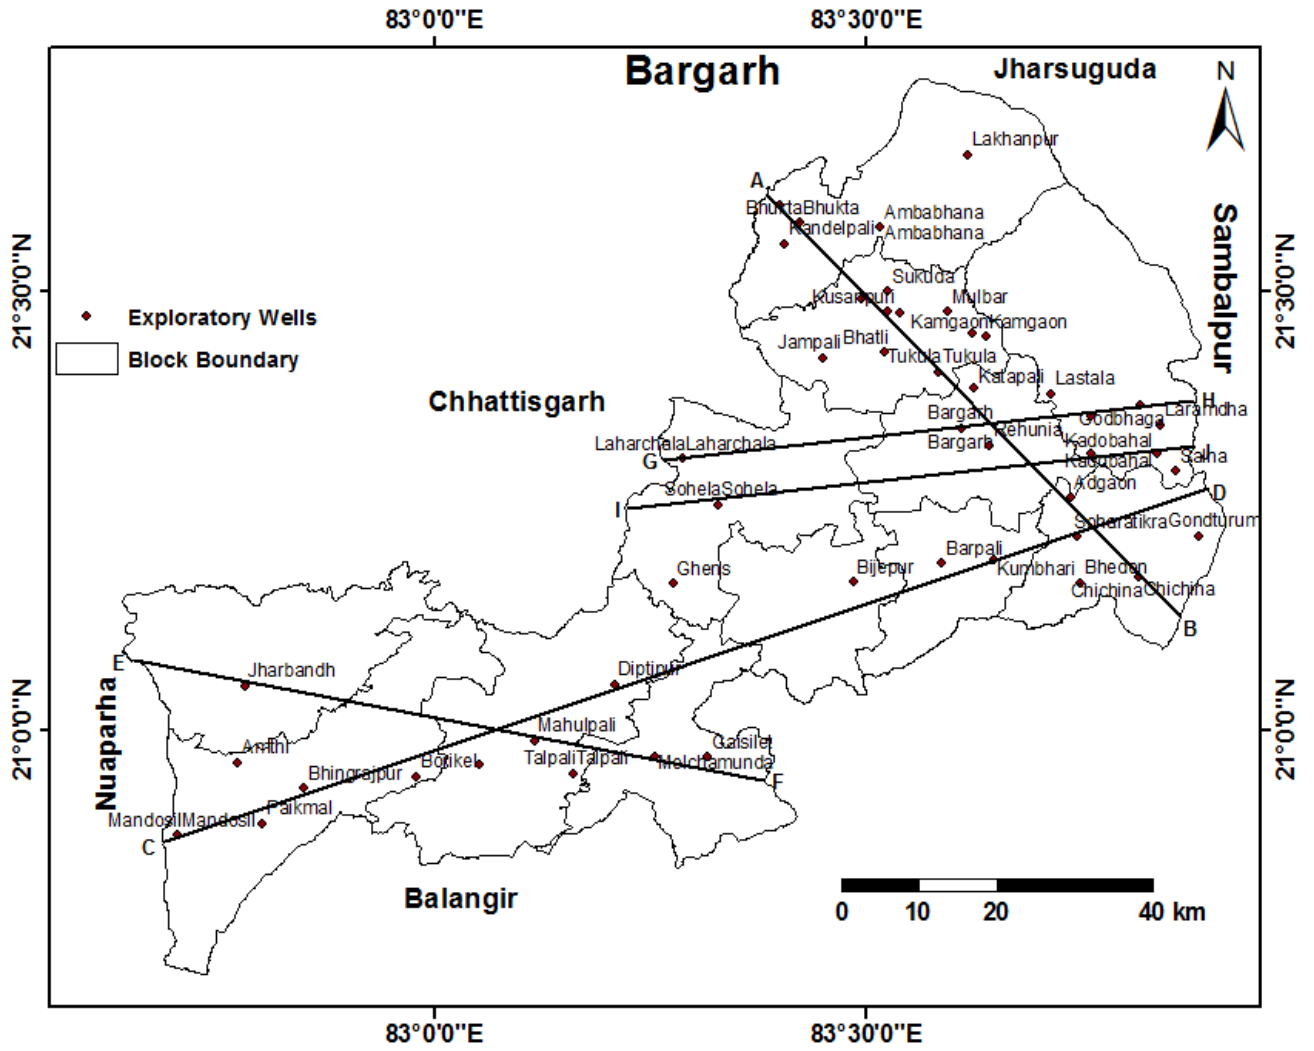 83°0'0"E 83°30'0"E
Bargarh
Jharsuguda
N
Lakhanpur
A
BhuktaBhukta
Ambabhana
Kandelpali
Ambabhana
Sambalpur
21°30'0"N
21°30'0"N
Sukuda
Kusanpuri
Mulbar
Exploratory Wells
KamgaonKamgaon
Jampali
Bhatli
Block Boundary
TukulaTukula
Katapali
Lastala
Chhattisgarh
H
Bargarh
Laramdha
Godbhaga
Rehunia
Bargarh
Kadobahal
LaharchalaLaharchala
G
Kadobahal
Salha
J
Adgaon
SohelaSohela
D
I
Gondturum
Barpali
Ghens
Bijepur
Kumbhari
Bheden
ChichinaChichina
B
E
Jharbandh
Diptipur
Nuaparha
21°0'0"N
21°0'0"N
Mahulpali
Amthi
Gaisilet
TalpaliTalpali
Melchamunda
Borikel
Bhingrajpur
F
Paikmal
MandosilMandosil
C
Balangir
0 10 20 40 km
83°0'0"E 83°30'0"E